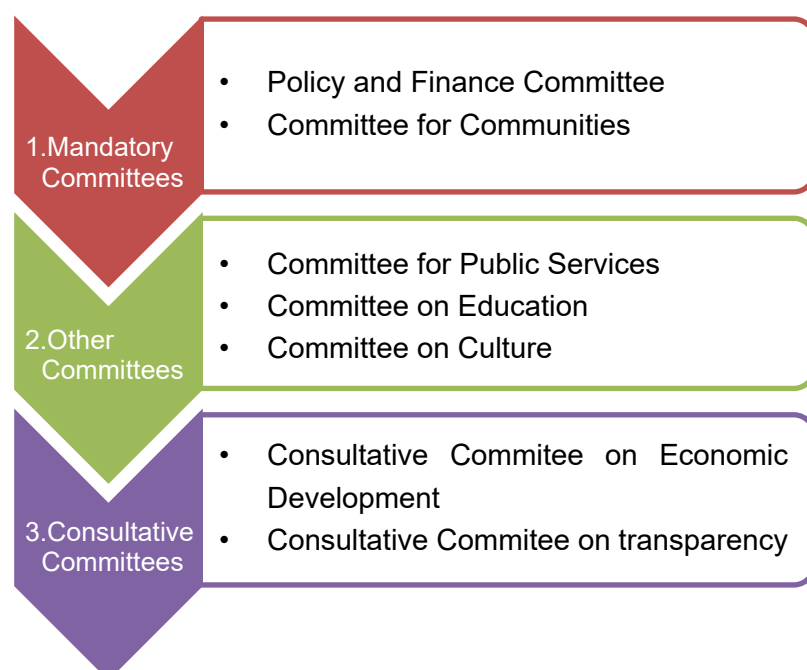 1.Mandatory
Committees
• Policy and Finance Committee
• Committee for Communities
2.Other
Committees
• Committee for Public Services
• Committee on Education
• Committee on Culture
3.Consultative
Committees
• Consultative Commitee on Economic
Development
• Consultative Commitee on transparency